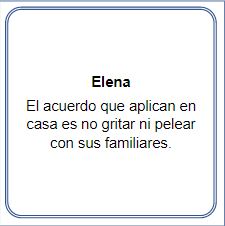 Elena
El acuerdo que aplican en
casa es no gritar ni pelear
con sus familiares.